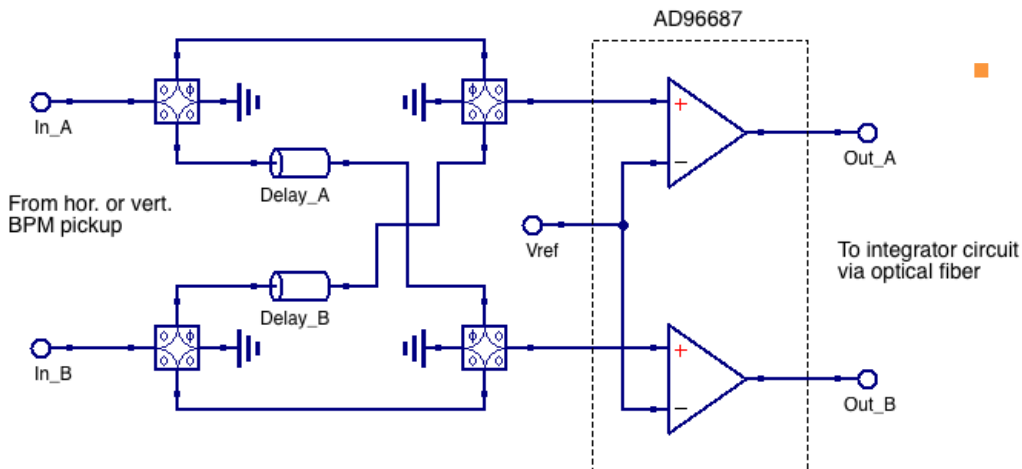 AD96687
In_A
Out_A
Delay_A
From hor. or vert.
BPM pickup
Vref
To integrator circuit
via optical fiber
Delay_B
In_B
Out_B